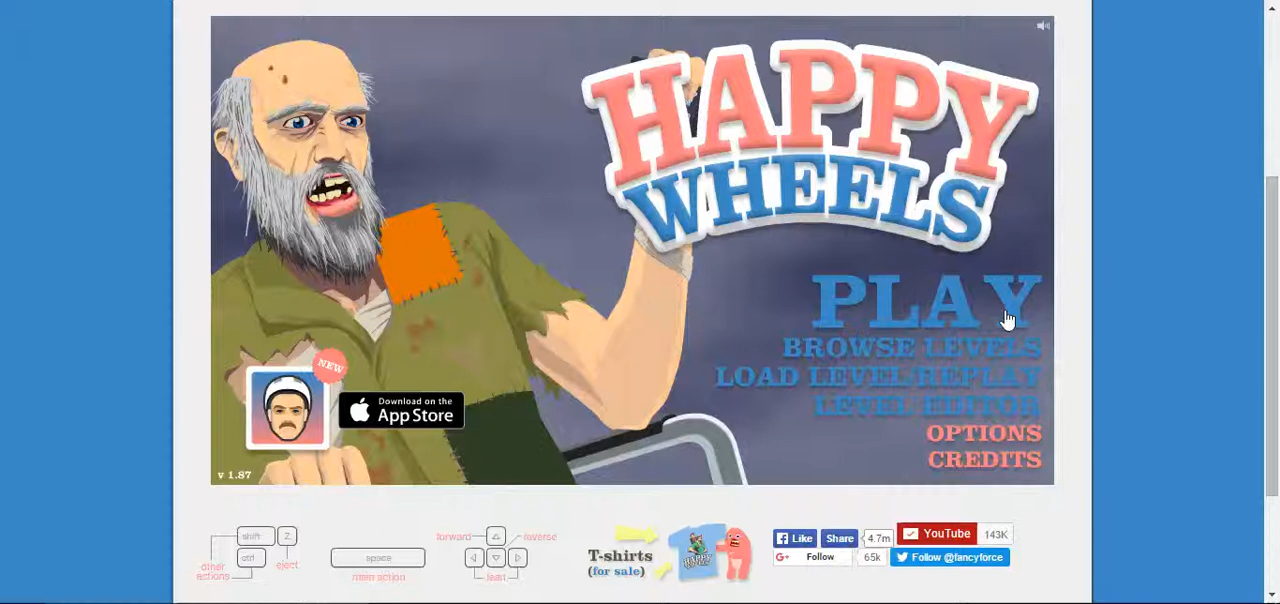 HAPPY
WHEELS
PLAY
BROWSE LEVELS
LOAD LEVEL/REPLAY
LEVEL EDITOR
OPTIONS
CREDITS
NEW
Download on the
App Store
v 1.87
shift
Z
ctrl
eject
other
actions
space
main action
forward
reverse
lean
T-shirts
(for sale)
HAPPY
Like
Share
4.7m
YouTube
143K
G+ Follow
65k
Follow @fancyforce